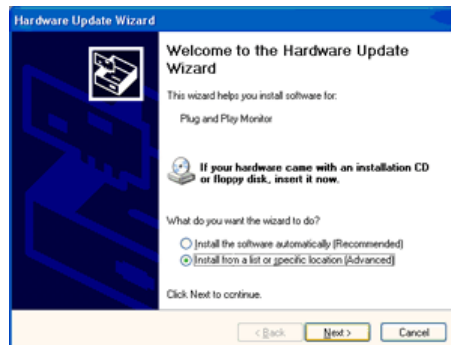 Hardware Update Wizard
Welcome to the Hardware Update
Wizard
This wizard helps you install software for:
Plug and Play Monitor
If your hardware came with an installation CD
or floppy disk, insert it now.
What do you want the wizard to do?
Install the software automatically (Recommended)
Install from a list or specific location (Advanced)
Click Next to continue.
< Back
Next >
Cancel